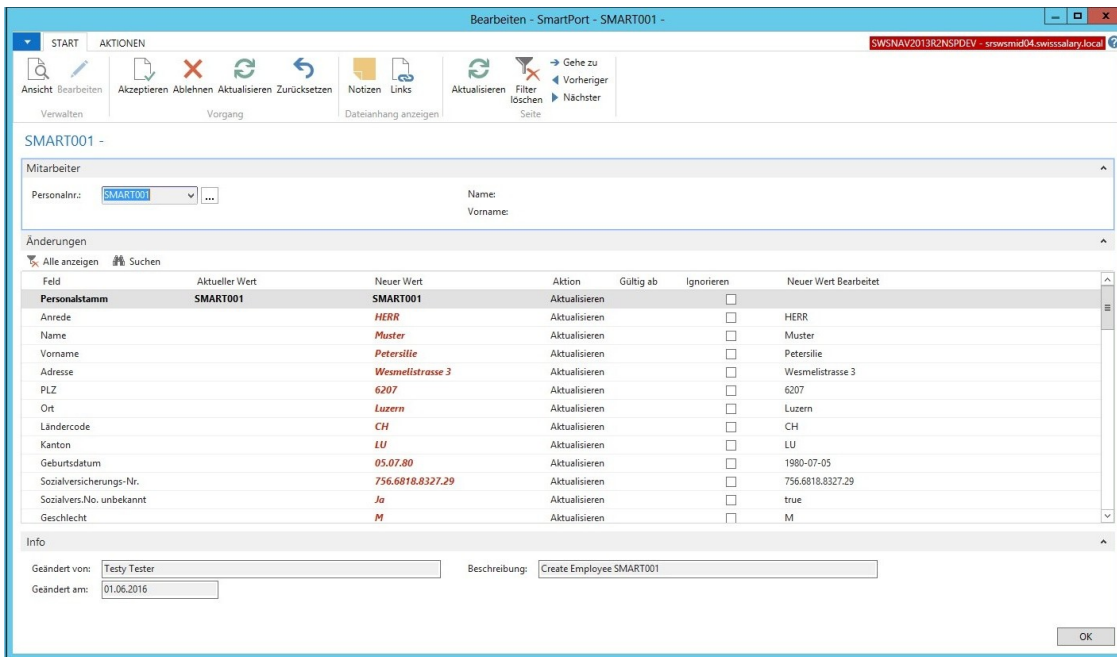 Bearbeiten - SmartPort - SMART001 -
START AKTIONEN
SWSNAV2013R2NSPDEV - srswsmid04.swisssalary.local
Ansicht Bearbeiten
Verwalten
Akzeptieren Ablehnen Aktualisieren Zurücksetzen
Vorgang
Notizen Links
Dateianhang anzeigen
Aktualisieren Filter löschen
Gehe zu
Vorheriger
Nächster
Seite
SMART001 -
Mitarbeiter
Personalnr.: SMART001 ... Name:
Vorname:
Änderungen
Alle anzeigen Suchen
Feld Aktueller Wert Neuer Wert Aktion Gültig ab Ignorieren Neuer Wert Bearbeitet
Personalstamm SMART001 SMART001 Aktualisieren
Anrede HERR Aktualisieren HERR
Name Muster Aktualisieren Muster
Vorname Petersilie Aktualisieren Petersilie
Adresse Wesmelistrasse 3 Aktualisieren Wesmelistrasse 3
PLZ 6207 Aktualisieren 6207
Ort Luzern Aktualisieren Luzern
Ländercode CH Aktualisieren CH
Kanton LU Aktualisieren LU
Geburtsdatum 05.07.80 Aktualisieren 1980-07-05
Sozialversicherungs-Nr. 756.6818.8327.29 Aktualisieren 756.6818.8327.29
Sozialvers.No. unbekannt Ja Aktualisieren true
Geschlecht M Aktualisieren M
Info
Geändert von: Testy Tester Beschreibung: Create Employee SMART001
Geändert am: 01.06.2016
OK